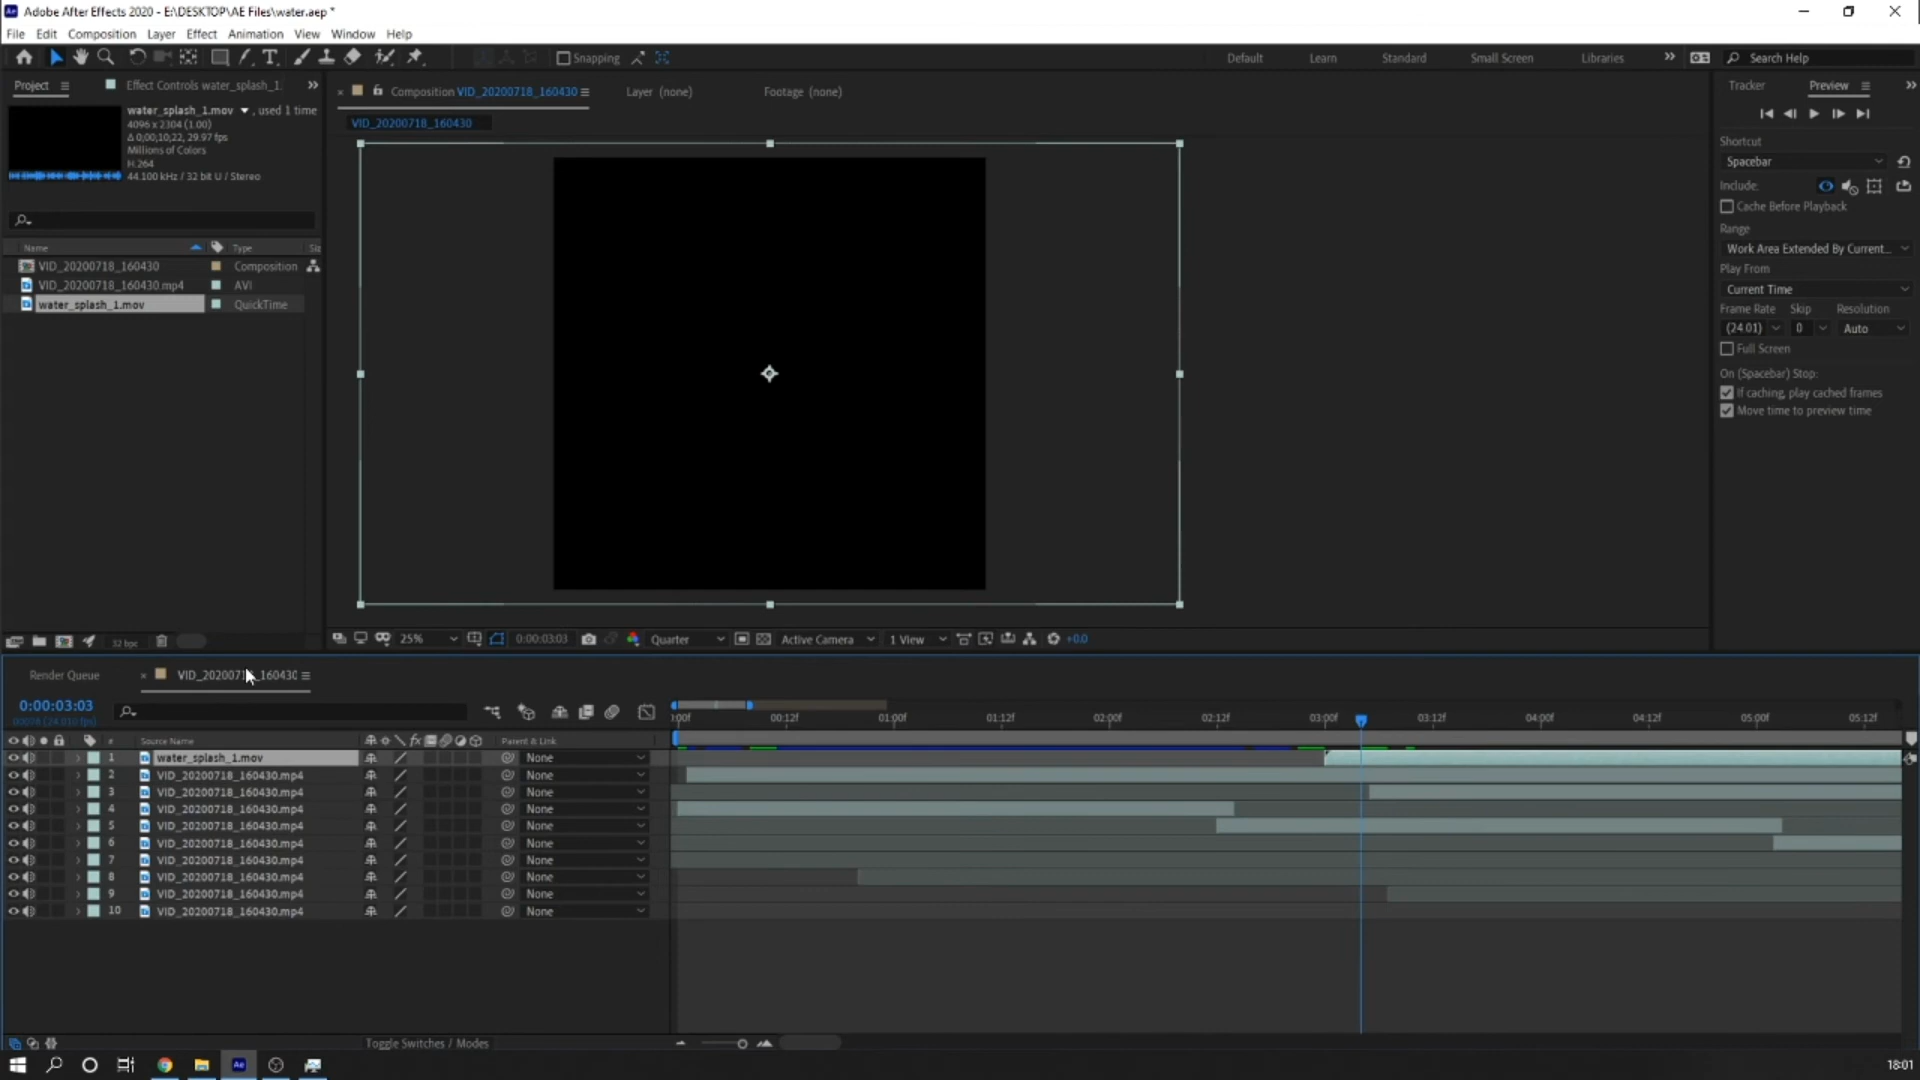 Adobe After Effects 2020 - E:\DESKTOP\AE Files\water.aep *
File Edit Composition Layer Effect Animation View Window Help
Snapping Default Learn Standard Small Screen Libraries Search Help
Project Effect Controls water_splash_1.
Composition VID_20200718_160430 Layer (none) Footage (none)
Tracker Preview
water_splash_1.mov , used 1 time
4096 x 2304 (1.00)
Δ 0;00;10;22, 29.97 fps
Millions of Colors
H.264
44.100 kHz / 32 bit U / Stereo
VID_20200718_160430
Shortcut
Spacebar
Include:
Cache Before Playback
Range
Work Area Extended By Current...
Play From
Current Time
Frame Rate Skip Resolution
(24.01) 0 Auto
Full Screen
On (Spacebar) Stop:
If caching, play cached frames
Move time to preview time
Name Type Siz
VID_20200718_160430 Composition
VID_20200718_160430.mp4 AVI
water_splash_1.mov QuickTime
32 bpc
25% 0:00:03:03 Quarter Active Camera 1 View +0.0
Render Queue VID_2020071 _160430
0:00:03:03
:00f 00:12f 01:00f 01:12f 02:00f 02:12f 03:00f 03:12f 04:00f 04:12f 05:00f 05:12f
# Source Name Parent & Link
1 water_splash_1.mov None
2 VID_20200718_160430.mp4 None
3 VID_20200718_160430.mp4 None
4 VID_20200718_160430.mp4 None
5 VID_20200718_160430.mp4 None
6 VID_20200718_160430.mp4 None
7 VID_20200718_160430.mp4 None
8 VID_20200718_160430.mp4 None
9 VID_20200718_160430.mp4 None
10 VID_20200718_160430.mp4 None
Toggle Switches / Modes
18:01